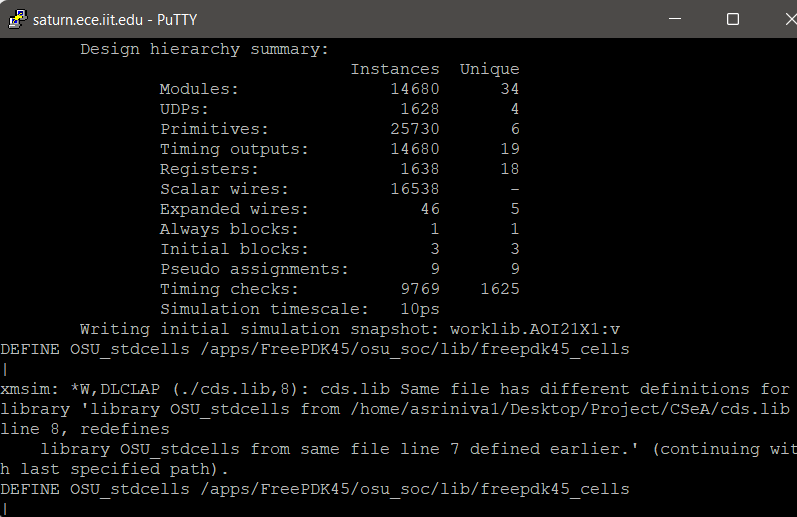 saturn.ece.iit.edu - PuTTY
Design hierarchy summary:
Instances Unique
Modules: 14680 34
UDPs: 1628 4
Primitives: 25730 6
Timing outputs: 14680 19
Registers: 1638 18
Scalar wires: 16538 -
Expanded wires: 46 5
Always blocks: 1 1
Initial blocks: 3 3
Pseudo assignments: 9 9
Timing checks: 9769 1625
Simulation timescale: 10ps
Writing initial simulation snapshot: worklib.AOI21X1:v
DEFINE OSU_stdcells /apps/FreePDK45/osu_soc/lib/freepdk45_cells
|
xmsim: *W,DLCLAP (./cds.lib,8): cds.lib Same file has different definitions for
library 'library OSU_stdcells from /home/asriniva1/Desktop/Project/CSeA/cds.lib
line 8, redefines
library OSU_stdcells from same file line 7 defined earlier.' (continuing wit
h last specified path).
DEFINE OSU_stdcells /apps/FreePDK45/osu_soc/lib/freepdk45_cells
|